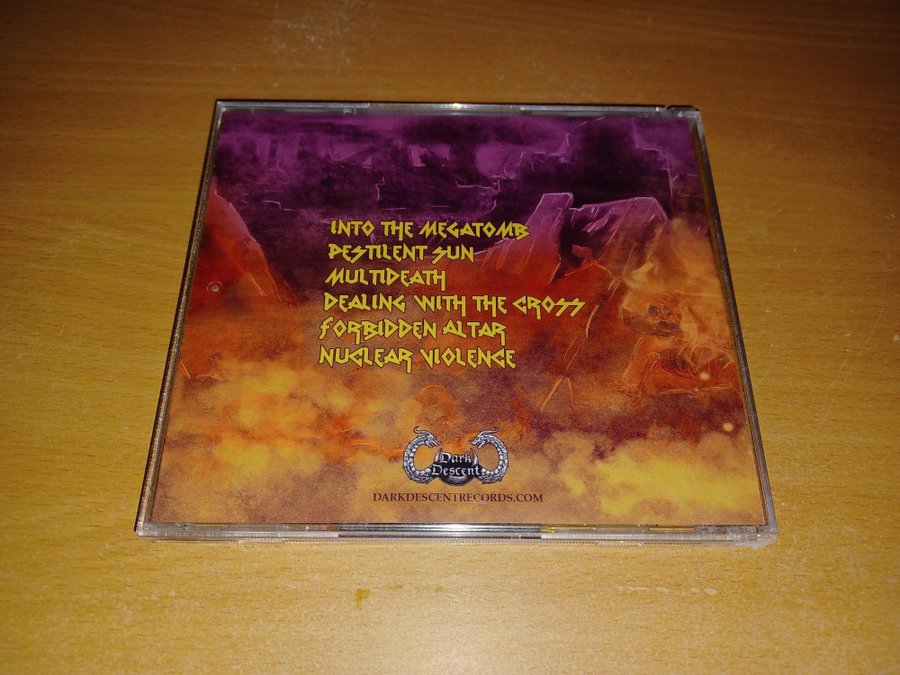 INTO THE MEGATOMB
PESTILENT SUN
MULTIDEATH
DEALING WITH THE CROSS
FORBIDDEN ALTAR
NUCLEAR VIOLENCE
Dark
Descent
DARKDESCENTRECORDS.COM